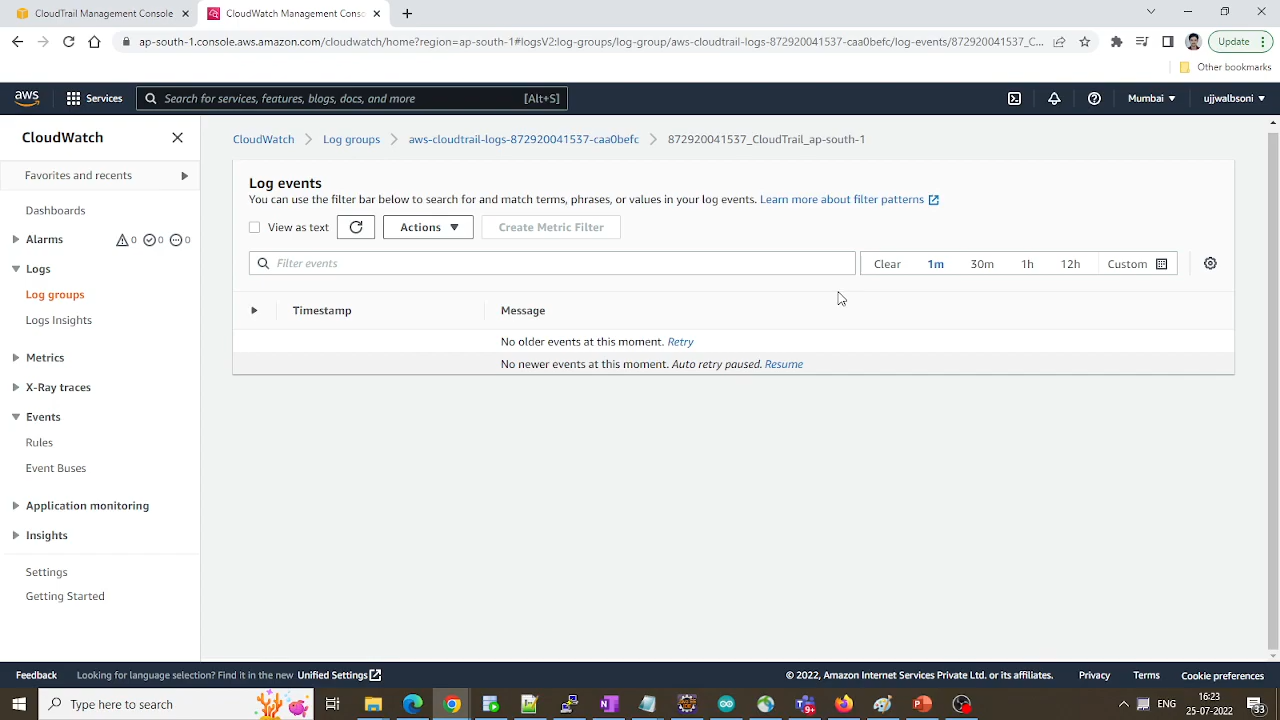 CloudTrail Management Console
CloudWatch Management Conso
ap-south-1.console.aws.amazon.com/cloudwatch/home?region=ap-south-1#logsV2:log-groups/log-group/aws-cloudtrail-logs-872920041537-caa0befc/log-events/872920041537_C...
Update
Other bookmarks
aws
Services
Search for services, features, blogs, docs, and more
[Alt+S]
Mumbai
ujjwalbsoni
CloudWatch
Favorites and recents
Dashboards
Alarms
0
0
0
Logs
Log groups
Logs Insights
Metrics
X-Ray traces
Events
Rules
Event Buses
Application monitoring
Insights
Settings
Getting Started
CloudWatch
Log groups
aws-cloudtrail-logs-872920041537-caa0befc
872920041537_CloudTrail_ap-south-1
Log events
You can use the filter bar below to search for and match terms, phrases, or values in your log events. Learn more about filter patterns
View as text
Actions
Create Metric Filter
Filter events
Clear
1m
30m
1h
12h
Custom
Timestamp
Message
No older events at this moment. Retry
No newer events at this moment. Auto retry paused. Resume
Feedback
Looking for language selection? Find it in the new Unified Settings
© 2022, Amazon Internet Services Private Ltd. or its affiliates.
Privacy
Terms
Cookie preferences
Type here to search
ENG
16:23
25-07-2022
3